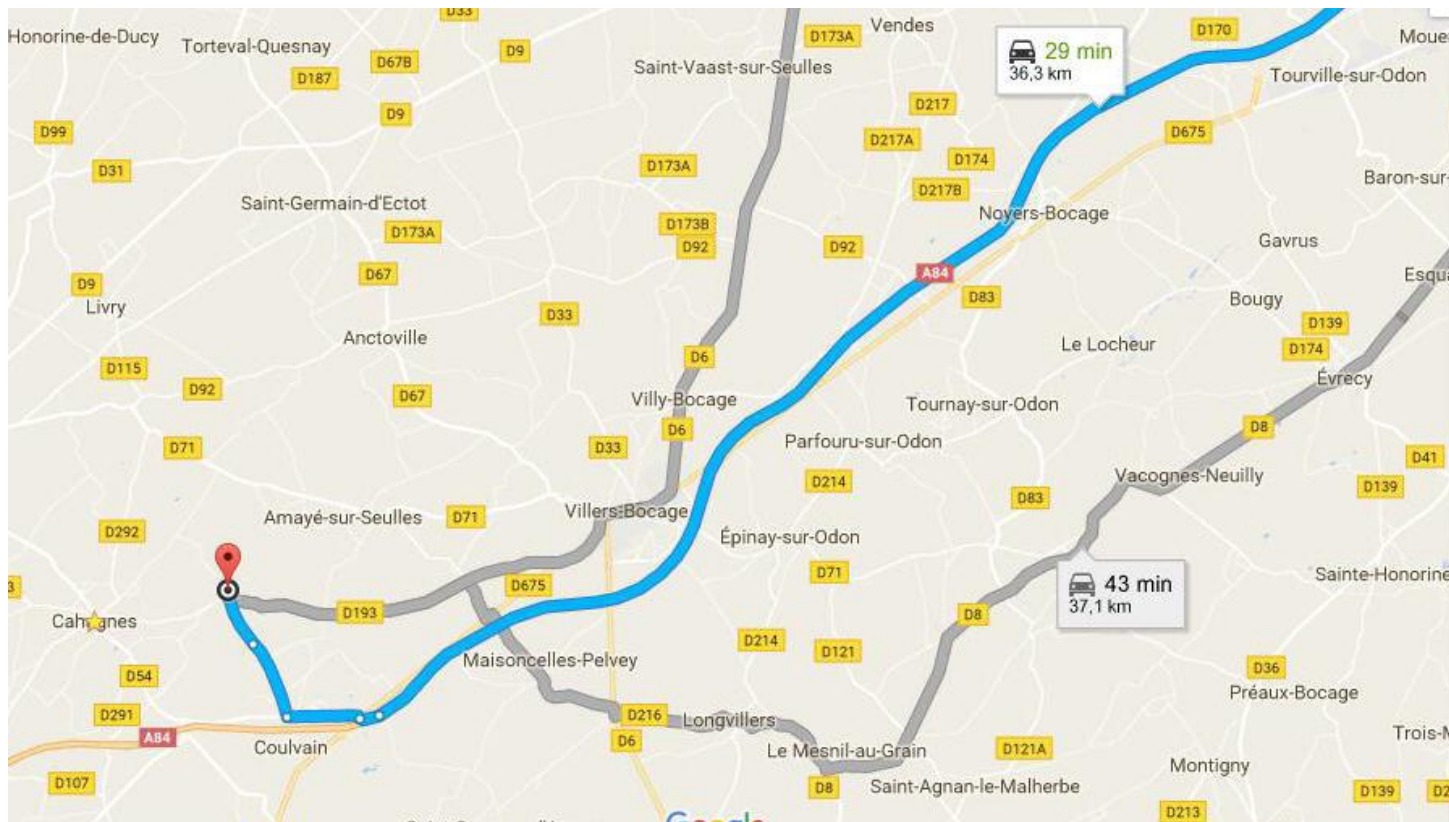 D33
Vendes
D170
Honorine-de-Ducy
Torteval-Quesnay
D9
D173A
Moue
D67B
29 min
36,3 km
D187
Saint-Vaast-sur-Seulles
Tourville-sur-Odon
D9
D217
D99
D217A
D675
D31
D173A
D174
Baron-sur-
D217B
Saint-Germain-d'Ectot
Noyers-Bocage
D173A
D173B
D92
D92
Gavrus
D67
A84
Esqua
D9
D83
Livry
Bougy
D33
D139
Anctoville
Le Locheur
D174
D6
D115
Évrecy
D92
D67
Villy-Bocage
Tournay-sur-Odon
D6
D8
D71
D33
Parfouru-sur-Odon
D41
D214
Vacognes-Neuilly
D139
D83
Amayé-sur-Seulles
D71
Villers-Bocage
D292
Épinay-sur-Odon
D71
Sainte-Honorine
D675
43 min
37,1 km
3
D193
D8
Cahagnes
D214
D121
Maisoncelles-Pelvey
D54
D36
Préaux-Bocage
D291
D216
Longvillers
A84
Coulvain
D6
Le Mesnil-au-Grain
D121A
Trois-M
Montigny
D107
D8
Saint-Agnan-le-Malherbe
D139
D2
D213
Google